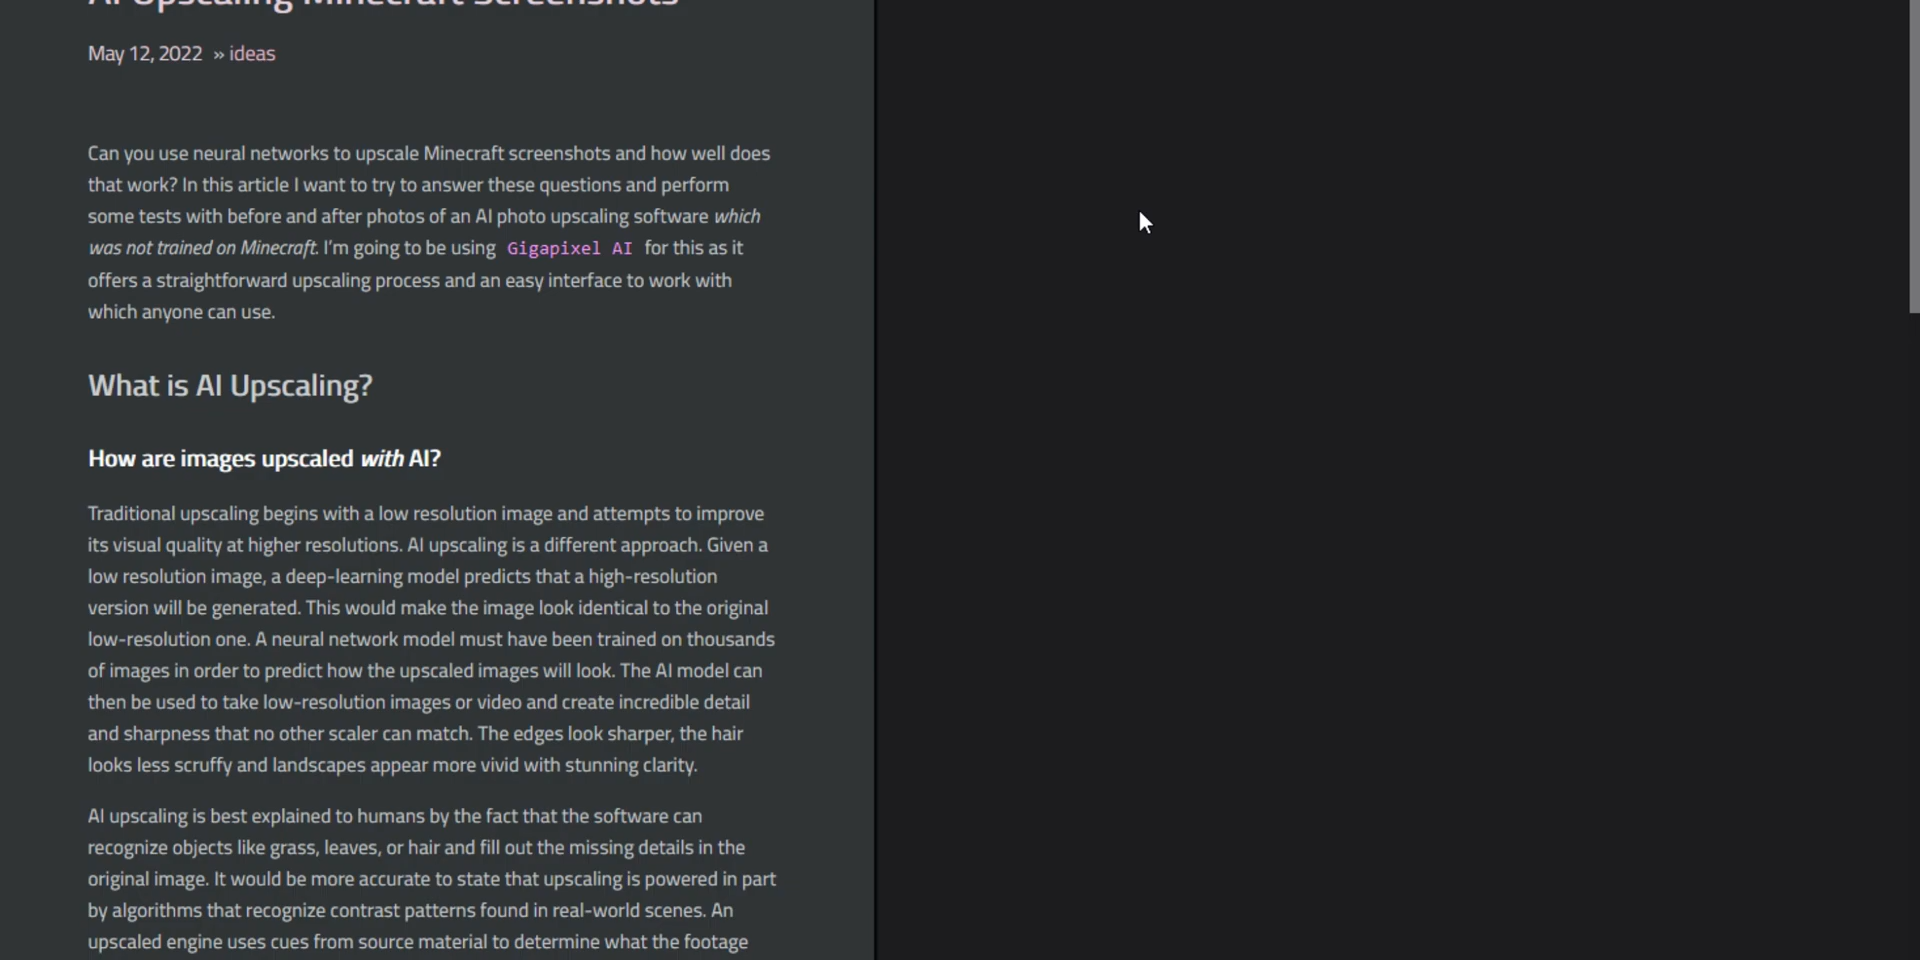 AI Upscaling Minecraft Screenshots
May 12, 2022 » ideas
Can you use neural networks to upscale Minecraft screenshots and how well does
that work? In this article I want to try to answer these questions and perform
some tests with before and after photos of an AI photo upscaling software which
was not trained on Minecraft. I'm going to be using Gigapixel AI for this as it
offers a straightforward upscaling process and an easy interface to work with
which anyone can use.
What is AI Upscaling?
How are images upscaled with AI?
Traditional upscaling begins with a low resolution image and attempts to improve
its visual quality at higher resolutions. AI upscaling is a different approach. Given a
low resolution image, a deep-learning model predicts that a high-resolution
version will be generated. This would make the image look identical to the original
low-resolution one. A neural network model must have been trained on thousands
of images in order to predict how the upscaled images will look. The AI model can
then be used to take low-resolution images or video and create incredible detail
and sharpness that no other scaler can match. The edges look sharper, the hair
looks less scruffy and landscapes appear more vivid with stunning clarity.
AI upscaling is best explained to humans by the fact that the software can
recognize objects like grass, leaves, or hair and fill out the missing details in the
original image. It would be more accurate to state that upscaling is powered in part
by algorithms that recognize contrast patterns found in real-world scenes. An
upscaled engine uses cues from source material to determine what the footage